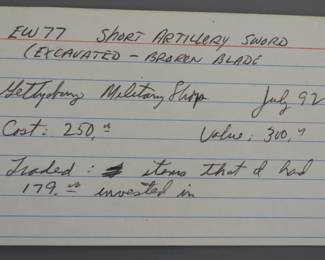 EW77 SHORT ARTILLERY SWORD
(EXCAVATED - BROKEN BLADE
Gettysburg Military Shop July 92
Cost: 250.00 Value: 300.00
Traded: items that I had
179.00 invested in